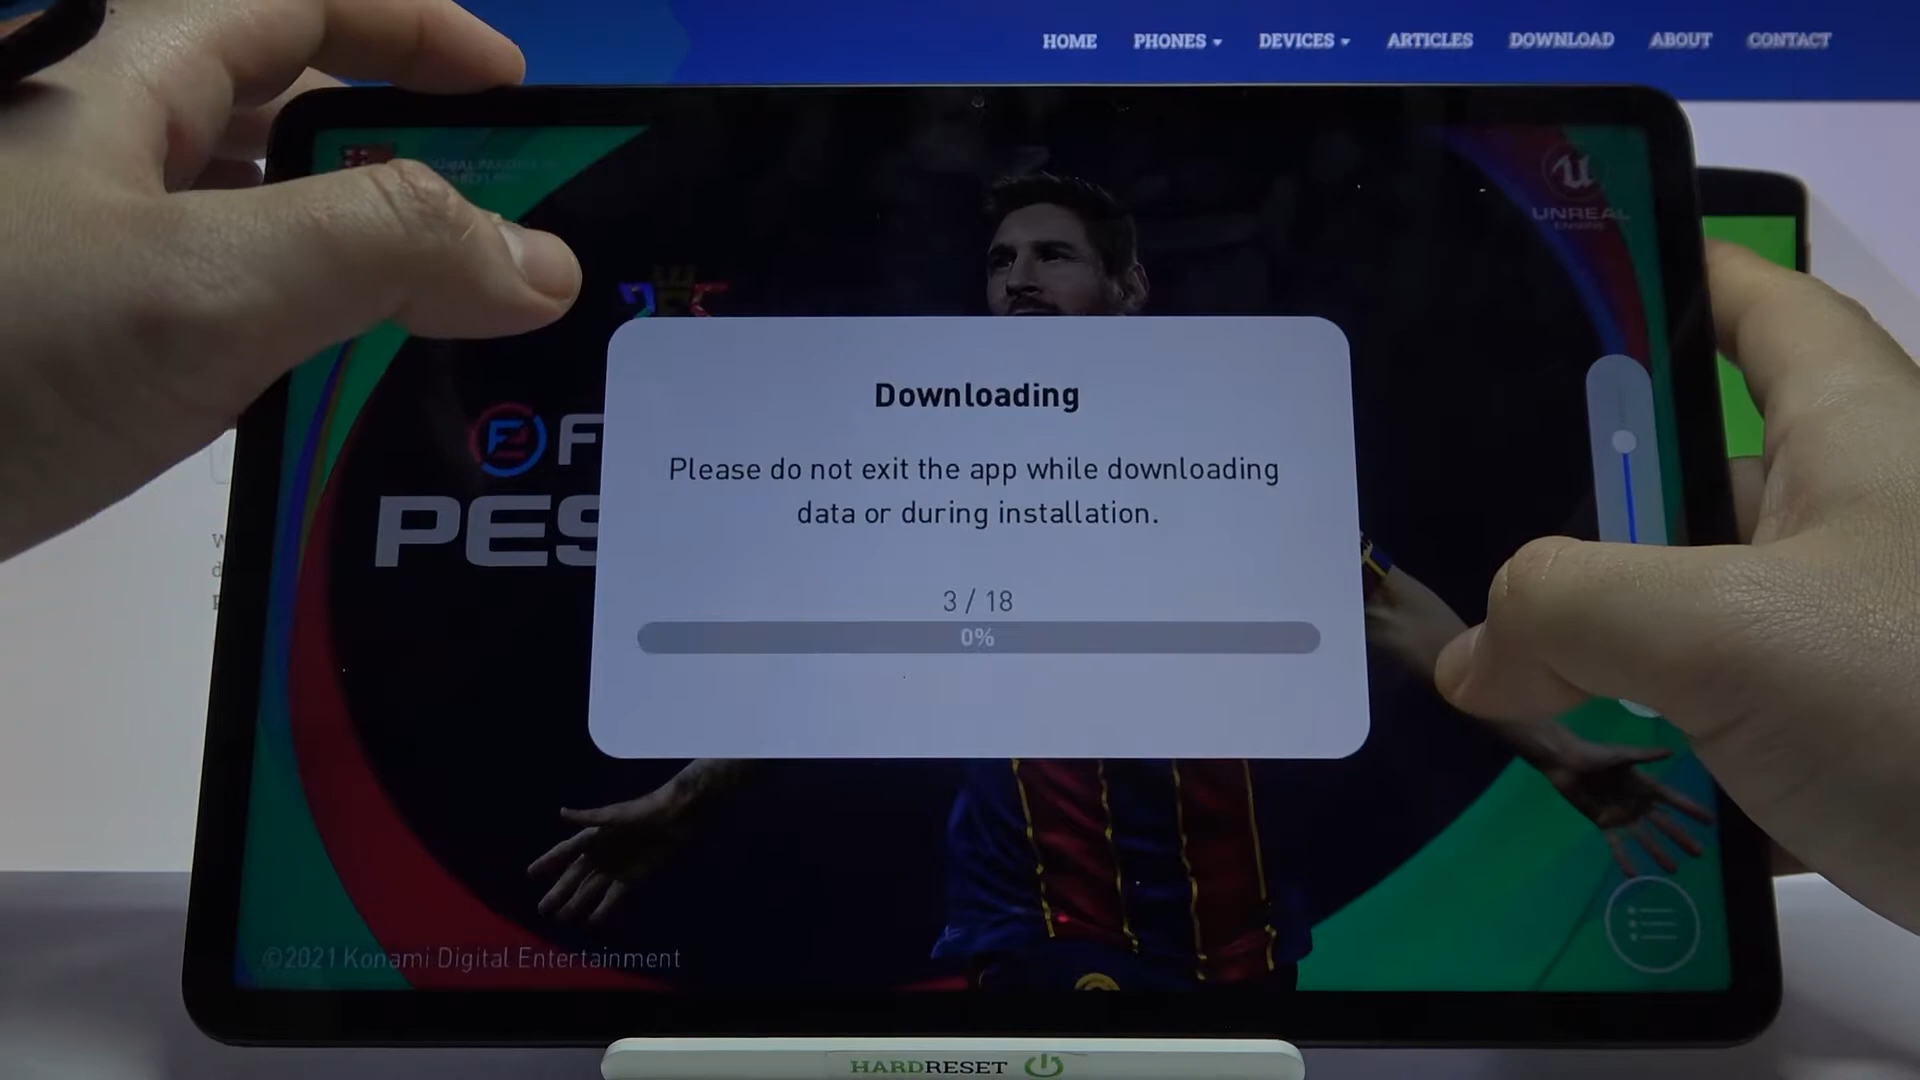 HOME PHONES DEVICES ARTICLES DOWNLOAD ABOUT CONTACT
UNREAL
ENGINE
F
PES
Downloading
Please do not exit the app while downloading
data or during installation.
3 / 18
0%
©2021 Konami Digital Entertainment
HARDRESET